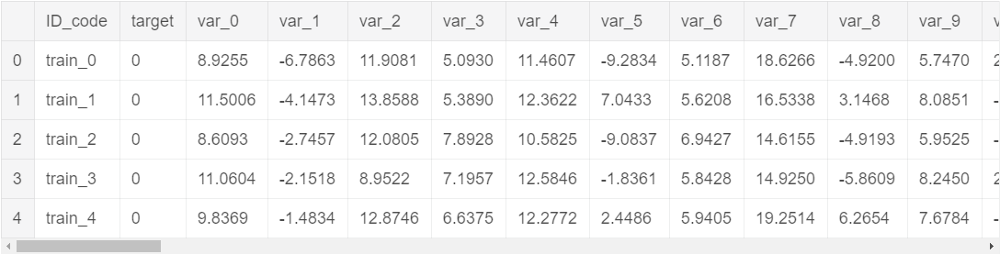 ID_code target var_0 var_1 var_2 var_3 var_4 var_5 var_6 var_7 var_8 var_9
0 train_0 0 8.9255 -6.7863 11.9081 5.0930 11.4607 -9.2834 5.1187 18.6266 -4.9200 5.7470
1 train_1 0 11.5006 -4.1473 13.8588 5.3890 12.3622 7.0433 5.6208 16.5338 3.1468 8.0851
2 train_2 0 8.6093 -2.7457 12.0805 7.8928 10.5825 -9.0837 6.9427 14.6155 -4.9193 5.9525
3 train_3 0 11.0604 -2.1518 8.9522 7.1957 12.5846 -1.8361 5.8428 14.9250 -5.8609 8.2450
4 train_4 0 9.8369 -1.4834 12.8746 6.6375 12.2772 2.4486 5.9405 19.2514 6.2654 7.6784